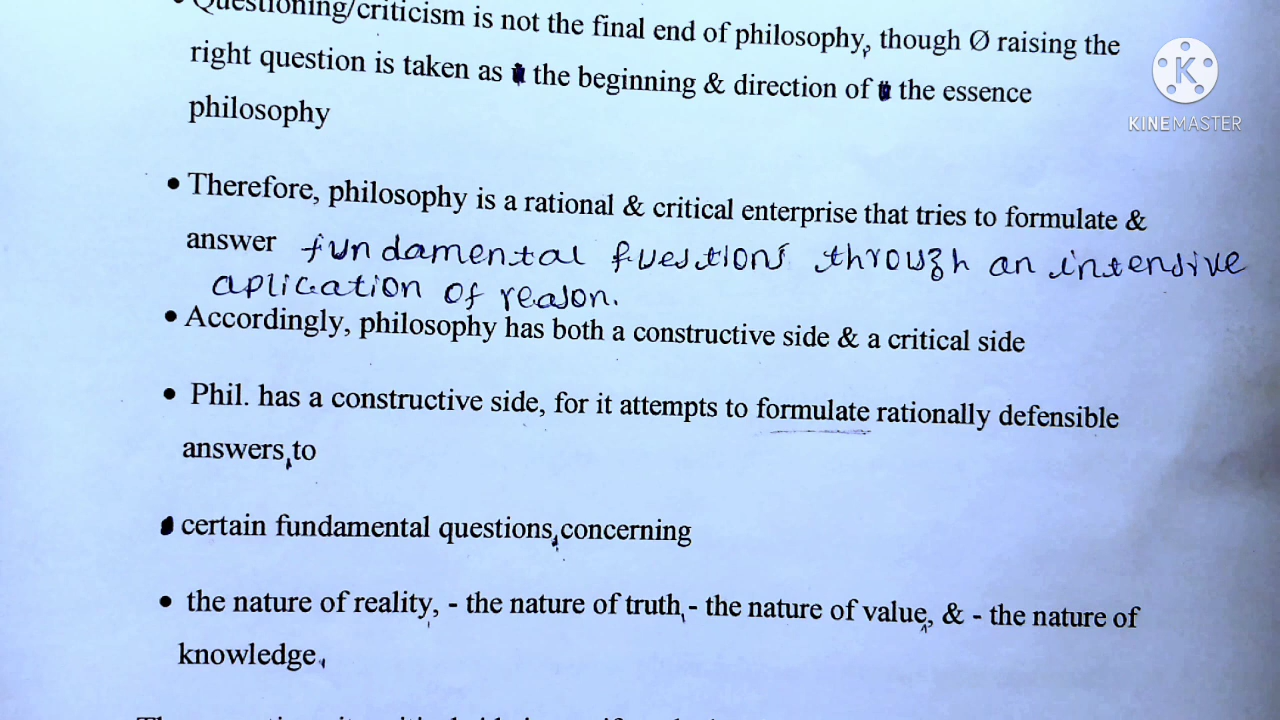 • Questioning/criticism is not the final end of philosophy, though Ø raising the
right question is taken as the beginning & direction of the essence
philosophy
KINEMASTER
• Therefore, philosophy is a rational & critical enterprise that tries to formulate &
answer fundamental fuestions through an intensive
aplication of reason.
• Accordingly, philosophy has both a constructive side & a critical side
• Phil. has a constructive side, for it attempts to formulate rationally defensible
answers, to
• certain fundamental questions, concerning
• the nature of reality, - the nature of truth, - the nature of value, & - the nature of
knowledge,